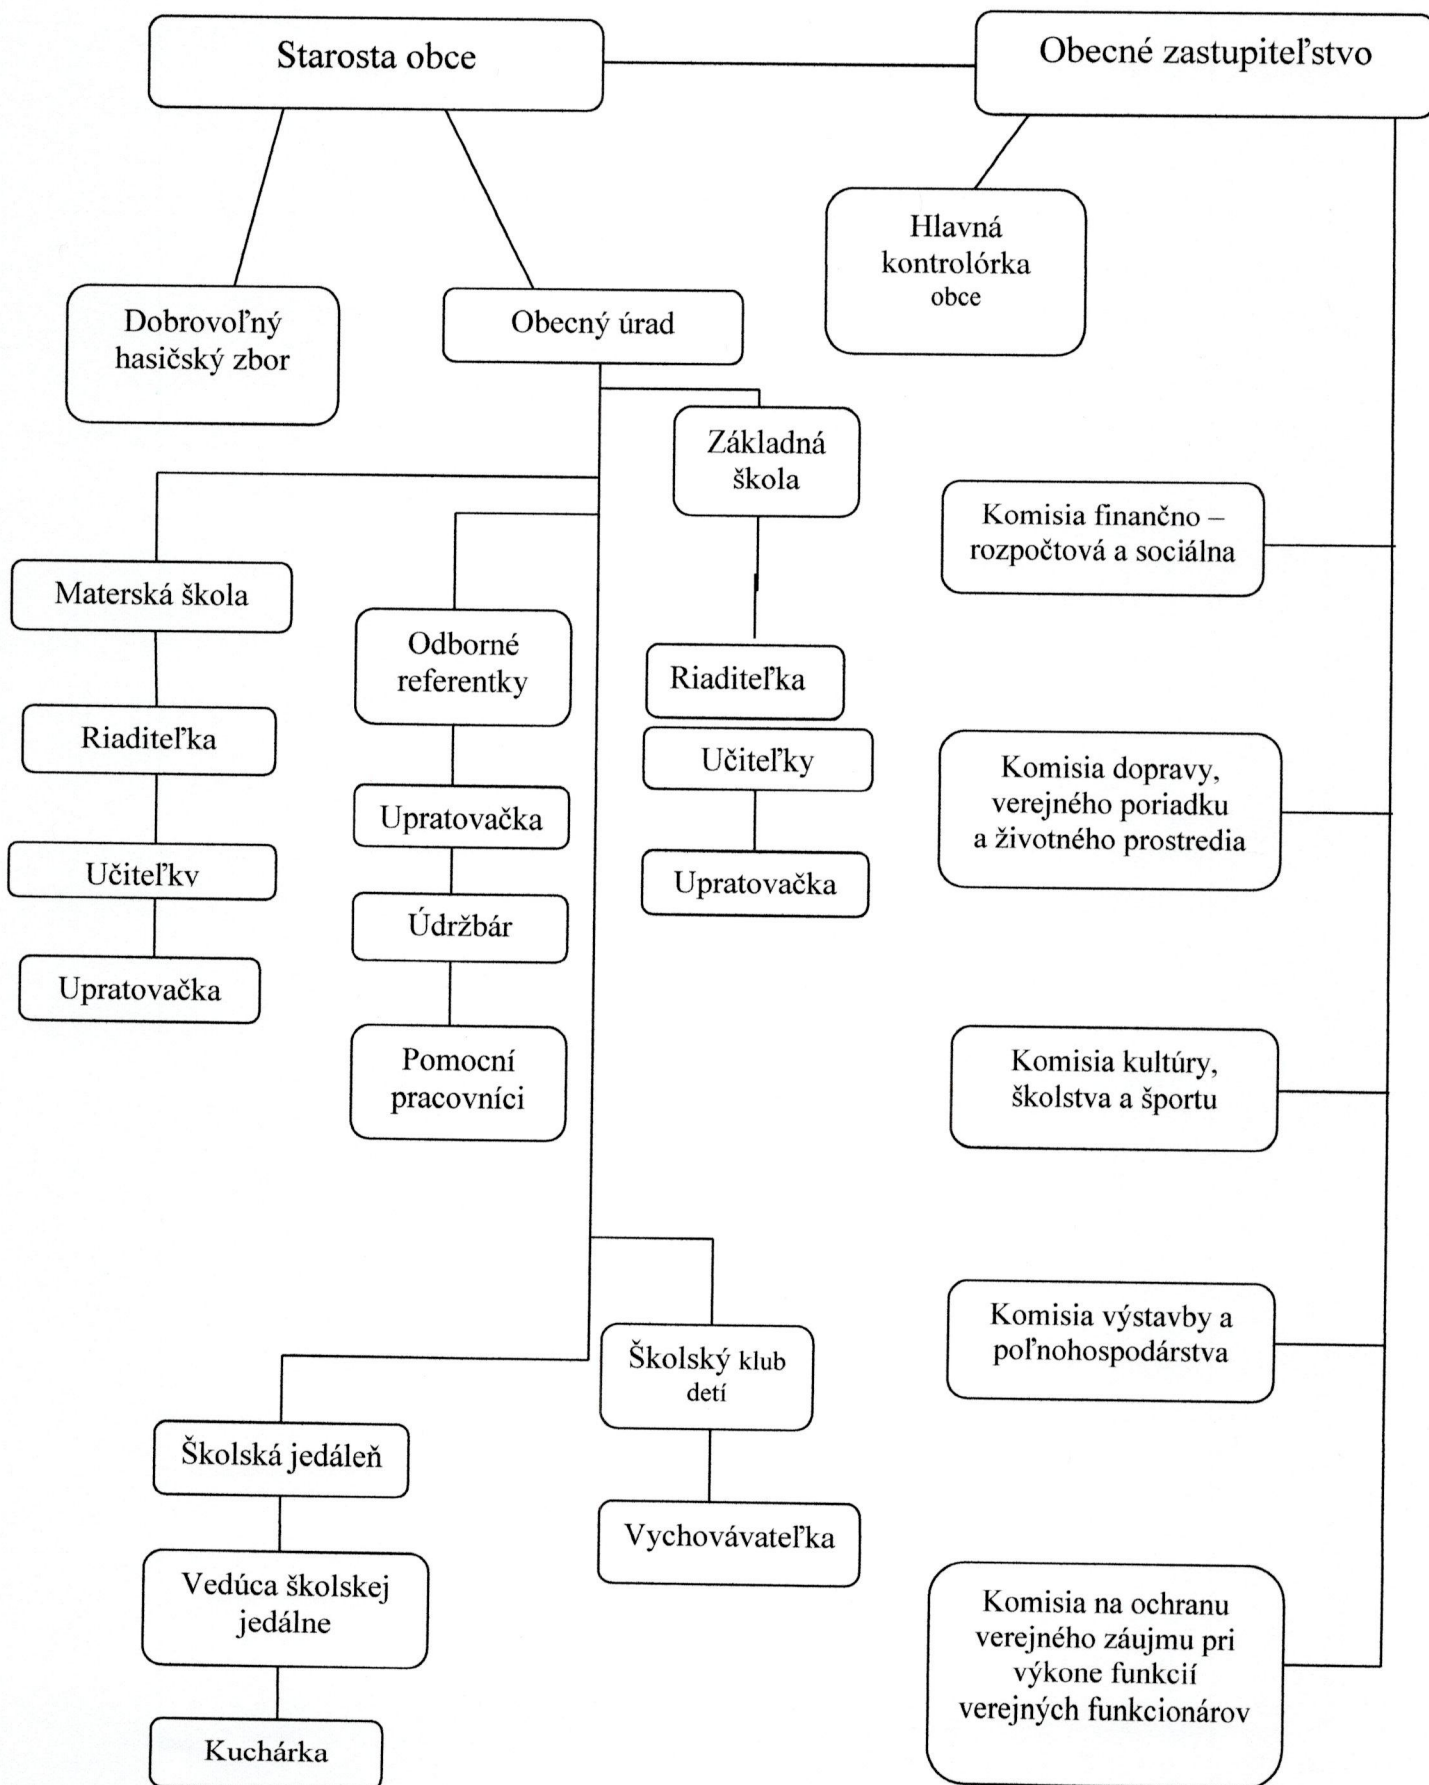 Starosta obce
Obecné zastupiteľstvo
Hlavná
kontrolórka
obce
Dobrovoľný
hasičský zbor
Obecný úrad
Základná
škola
Komisia finančno –
rozpočtová a sociálna
Materská škola
Odborné
referentky
Riaditeľka
Riaditeľka
Učiteľky
Komisia dopravy,
verejného poriadku
a životného prostredia
Upratovačka
Učiteľky
Upratovačka
Údržbár
Upratovačka
Pomocní
pracovníci
Komisia kultúry,
školstva a športu
Komisia výstavby a
poľnohospodárstva
Školský klub
detí
Školská jedáleň
Vychovávateľka
Vedúca školskej
jedálne
Komisia na ochranu
verejného záujmu pri
výkone funkcií
verejných funkcionárov
Kuchárka